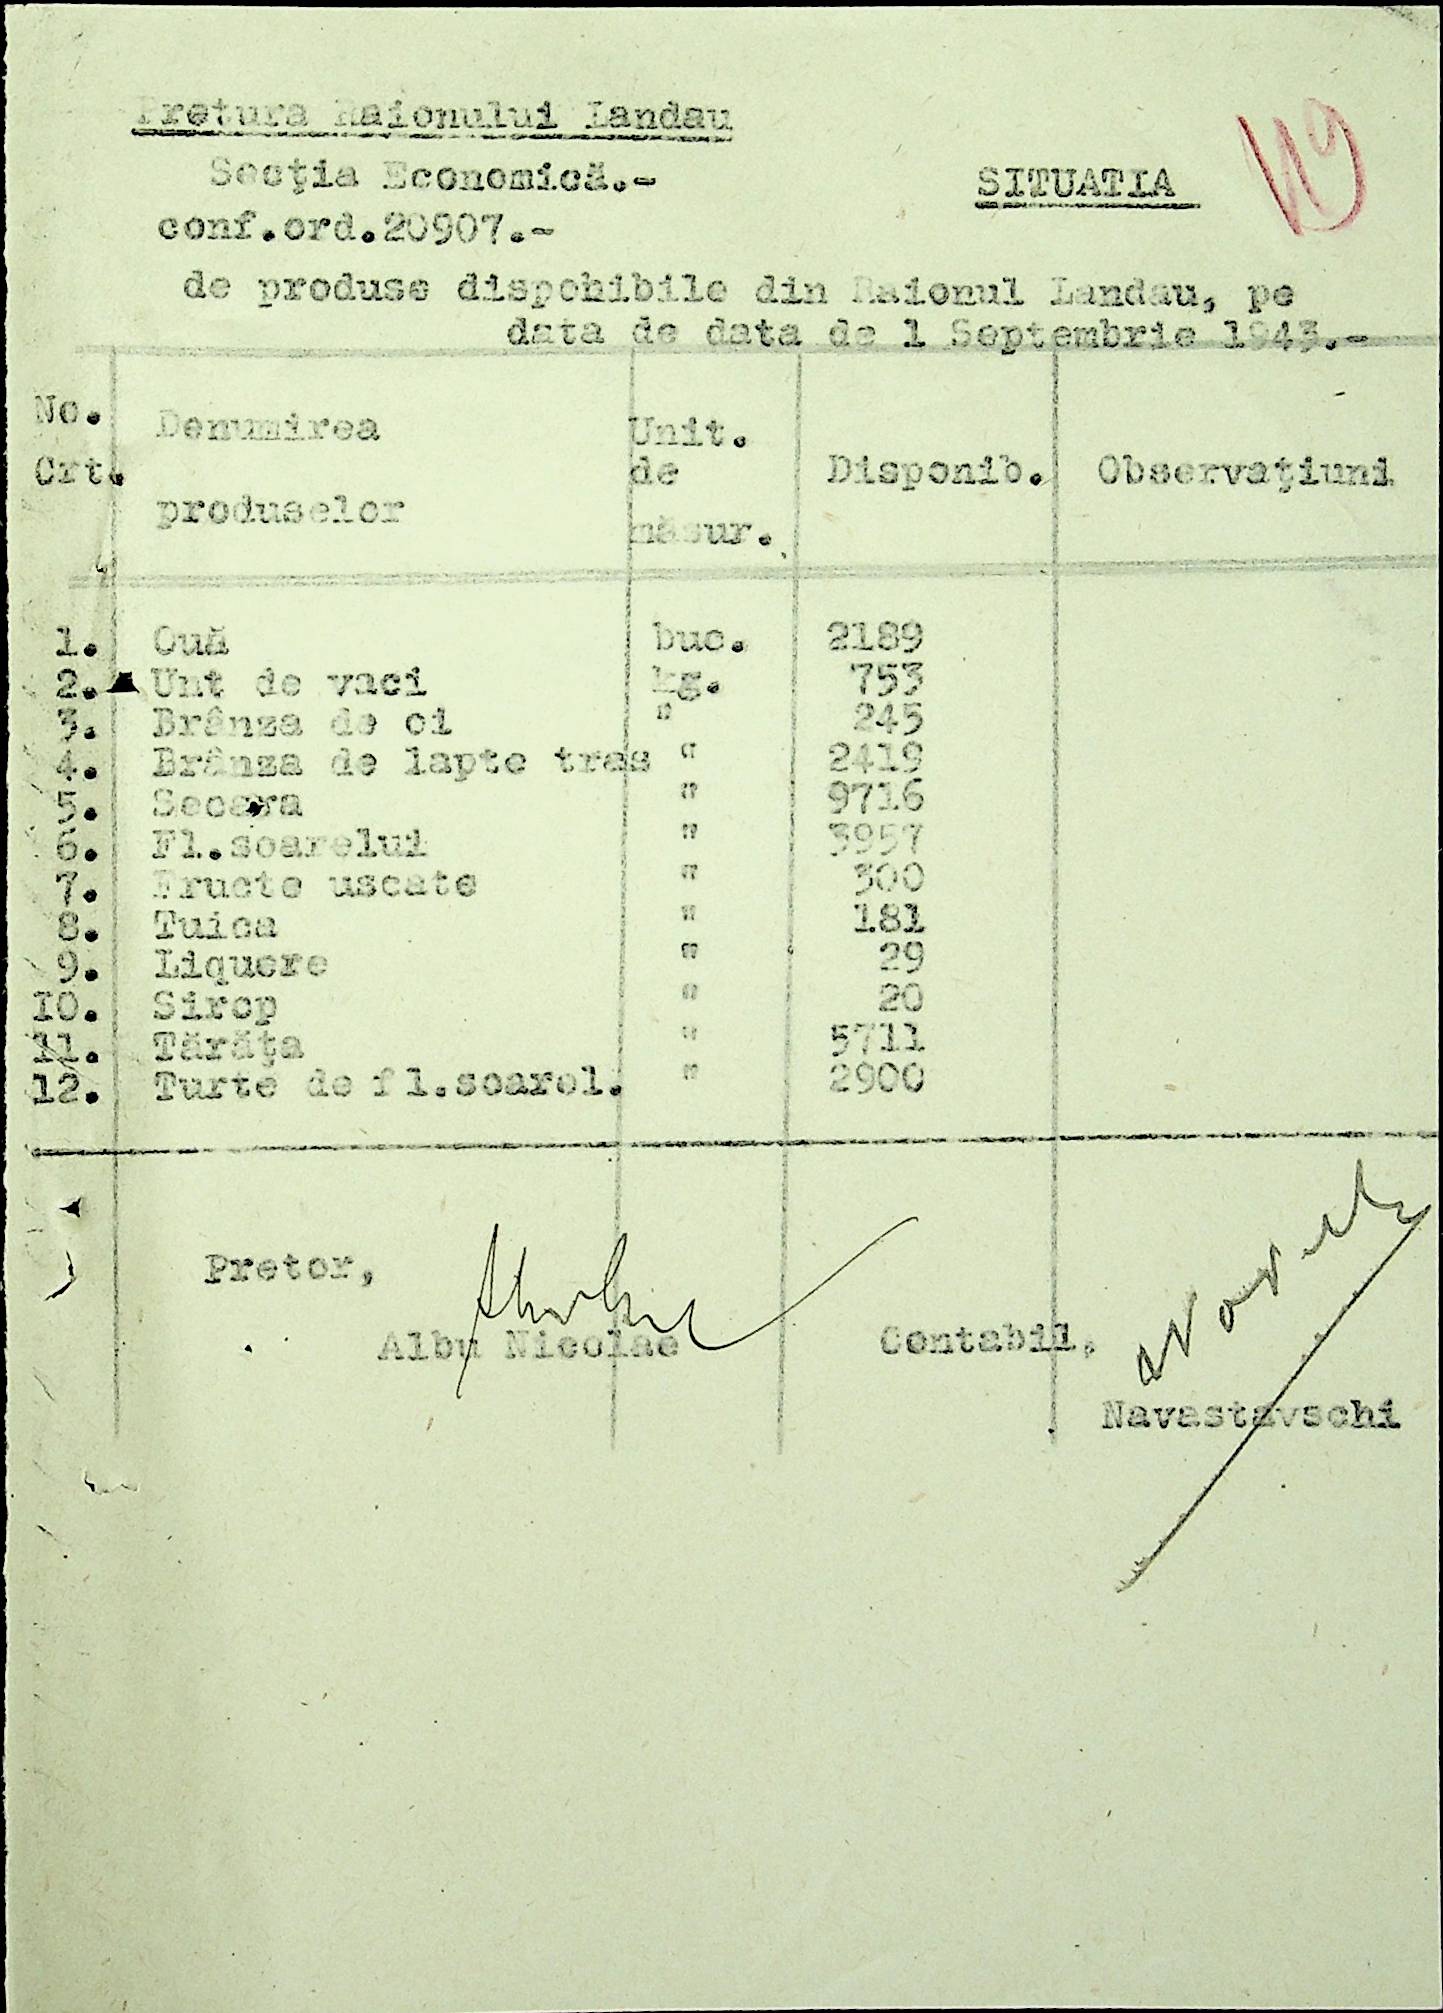 Pretura Raionului Landau
Secţia Economică.-
SITUATIA
119
conf.ord.20907.-
de produse disponibile din Raionul Landau, pe
data de data de 1 Septembrie 1943.-
No. Crt. Denumirea produselor Unit. de măsur. Disponib. Observaţiuni
1. Ouă buc. 2189
2. Unt de vaci kg. 753
3. Brânza de oi " 245
4. Brânza de lapte tras " 2419
5. Secara " 9716
6. Fl.soarelui " 3957
7. Fructe uscate " 300
8. Tuica " 181
9. Liquere " 29
10. Sirop " 20
11. Tărăţa " 5711
12. Turte de fl.soarel. " 2900
Pretor,
Albu Nicolae
Contabil,
Navastavschi